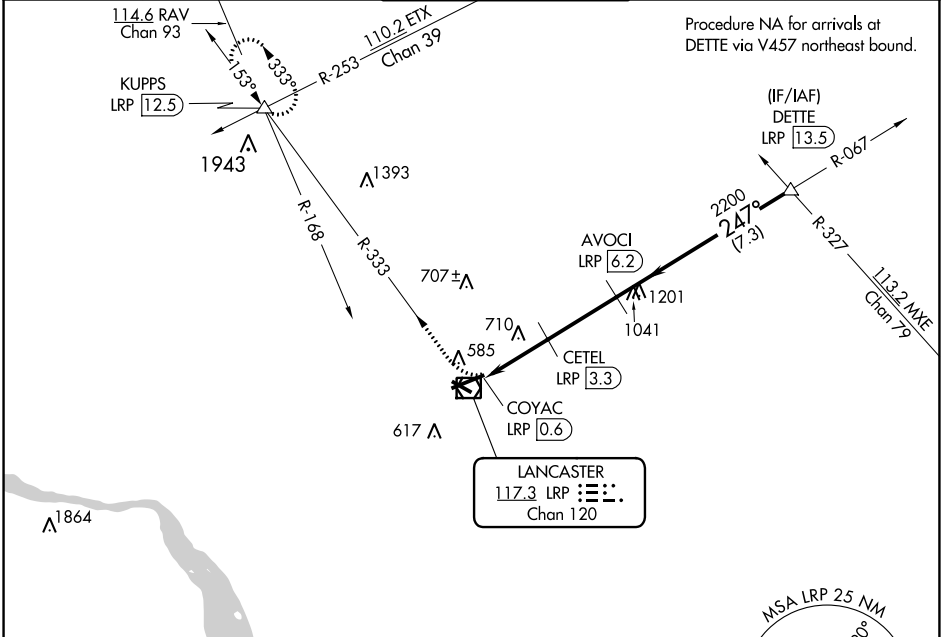 114.6 RAV
Chan 93
110.2 ETX
Chan 39
R-253
153°
333°
KUPPS
LRP 12.5
1943
1393
R-168
R-333
Procedure NA for arrivals at
DETTE via V457 northeast bound.
(IF/IAF)
DETTE
LRP 13.5
R-067
2200
247°
(7.3)
R-327
113.2 MXE
Chan 79
AVOCI
LRP 6.2
1201
1041
707±
710
585
CETEL
LRP 3.3
COYAC
LRP 0.6
617
LANCASTER
117.3 LRP
Chan 120
1864
MSA LRP 25 NM